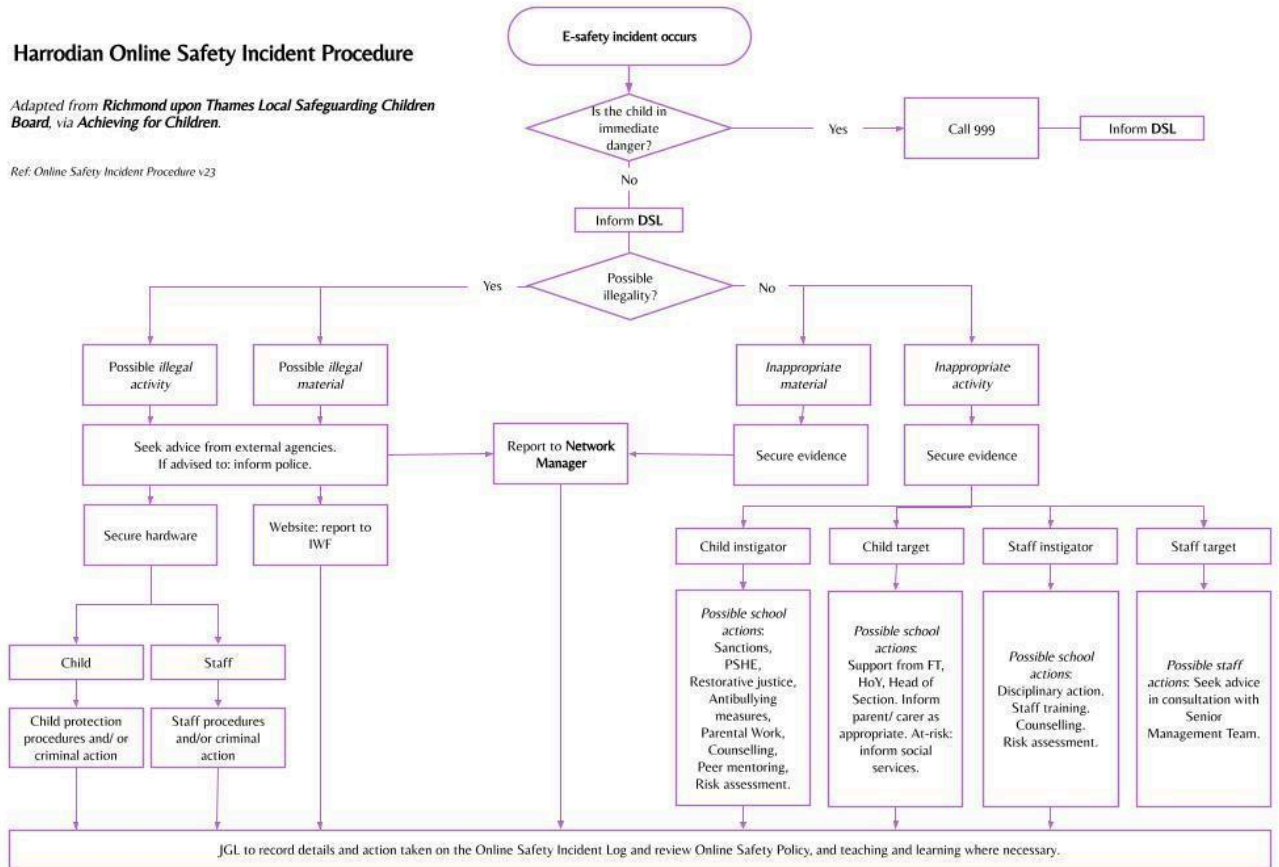 Harrodian Online Safety Incident Procedure
Adapted from Richmond upon Thames Local Safeguarding Children
Board, via Achieving for Children.
Ref: Online Safety Incident Procedure v23
E-safety incident occurs
Is the child in
immediate
danger?
Yes
Call 999
Inform DSL
No
Inform DSL
Possible
illegality?
Yes
No
Possible illegal
activity
Possible illegal
material
Inappropriate
material
Inappropriate
activity
Seek advice from external agencies.
If advised to: inform police.
Report to Network
Manager
Secure evidence
Secure evidence
Secure hardware
Website: report to
IWF
Child instigator
Child target
Staff instigator
Staff target
Child
Staff
Child protection
procedures and/ or
criminal action
Staff procedures
and/or criminal
action
Possible school
actions:
Sanctions,
PSHE,
Restorative justice,
Antibullying
measures,
Parental Work,
Counselling,
Peer mentoring,
Risk assessment.
Possible school
actions:
Support from FT,
HoY, Head of
Section. Inform
parent/ carer as
appropriate. At-risk:
inform social
services.
Possible school
actions:
Disciplinary action.
Staff training.
Counselling.
Risk assessment.
Possible staff
actions: Seek advice
in consultation with
Senior
Management Team.
JGL to record details and action taken on the Online Safety Incident Log and review Online Safety Policy, and teaching and learning where necessary.